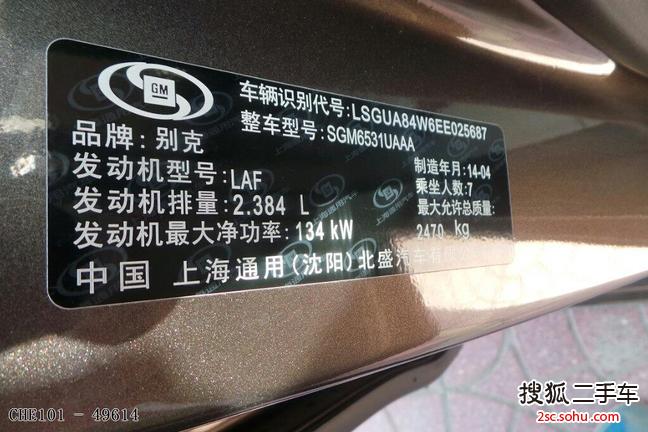 GM
车辆识别代号:LSGUA84W6EE025687
整车型号:SGM6531UAAA
品牌:别克
发动机型号:LAF
制造年月:14-04
发动机排量:2.384 L
乘坐人数:7
发动机最大净功率:134 kW
最大允许总质量:
2470 kg
中国 上海通用(沈阳)北盛汽车有限
CHE101 - 49614
搜狐二手车
2sc.sohu.com